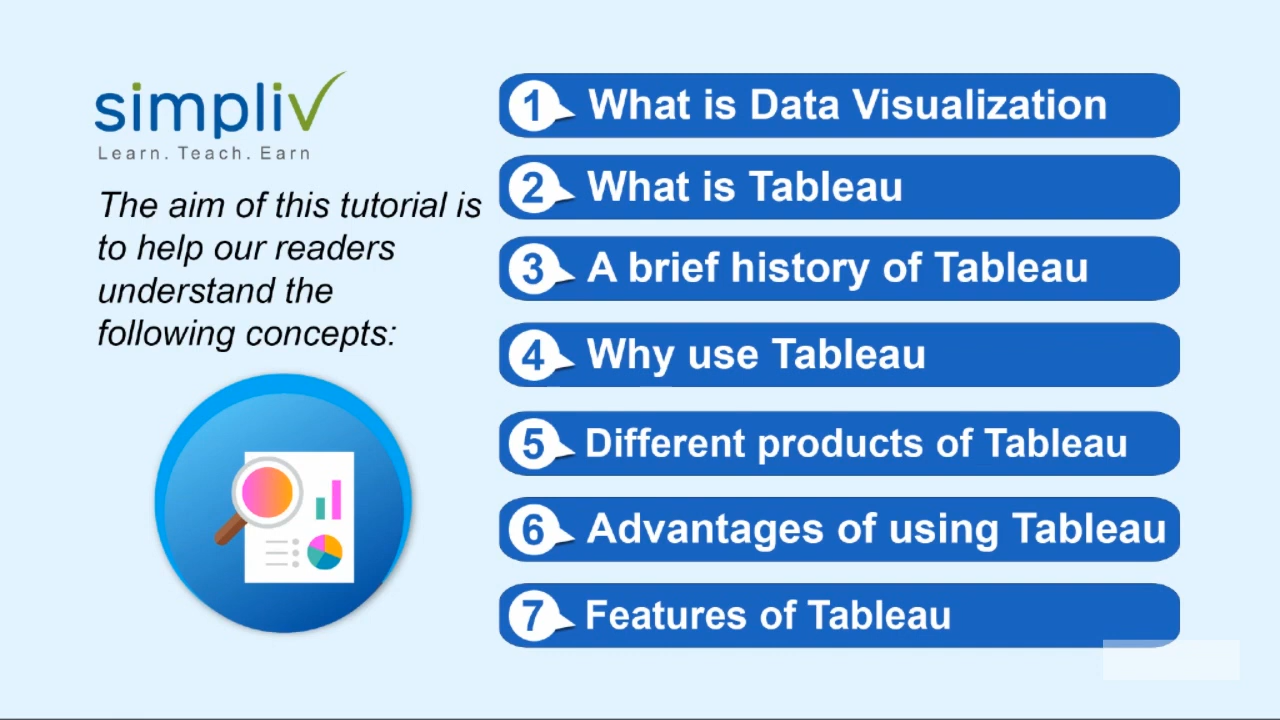 simpliv
Learn. Teach. Earn
The aim of this tutorial is
to help our readers
understand the
following concepts:
1 What is Data Visualization
2 What is Tableau
3 A brief history of Tableau
4 Why use Tableau
5 Different products of Tableau
6 Advantages of using Tableau
7 Features of Tableau